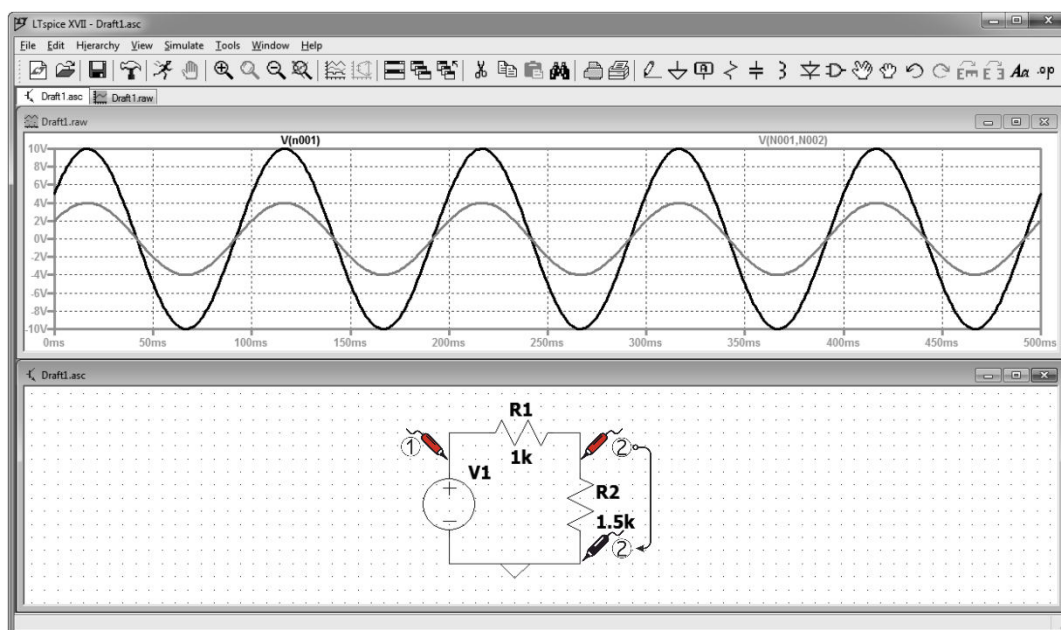 LTspice XVII - Draft1.asc
File Edit Hierarchy View Simulate Tools Window Help
Aa .op
Draft1.asc Draft1.raw
Draft1.raw
V(n001) V(N001,N002)
10V
8V
6V
4V
2V
0V
-2V
-4V
-6V
-8V
-10V
0ms 50ms 100ms 150ms 200ms 250ms 300ms 350ms 400ms 450ms 500ms
Draft1.asc
R1
1 2
1k
V1
R2
1.5k
2